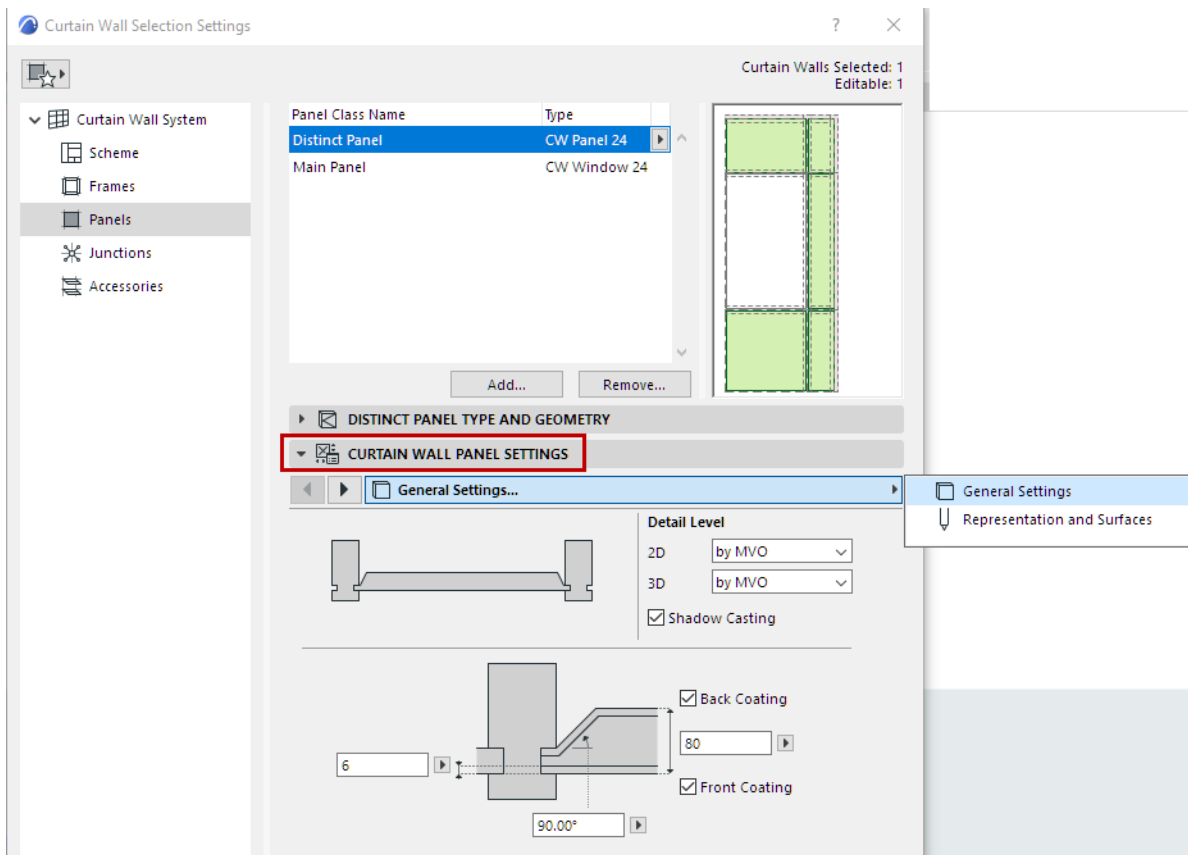 Curtain Wall Selection Settings
?
Curtain Walls Selected: 1
Editable: 1
Curtain Wall System
Scheme
Frames
Panels
Junctions
Accessories
Panel Class Name Type
Distinct Panel CW Panel 24
Main Panel CW Window 24
Add... Remove...
DISTINCT PANEL TYPE AND GEOMETRY
CURTAIN WALL PANEL SETTINGS
General Settings...
General Settings
Representation and Surfaces
Detail Level
2D by MVO
3D by MVO
Shadow Casting
Back Coating
80
6
Front Coating
90.00°